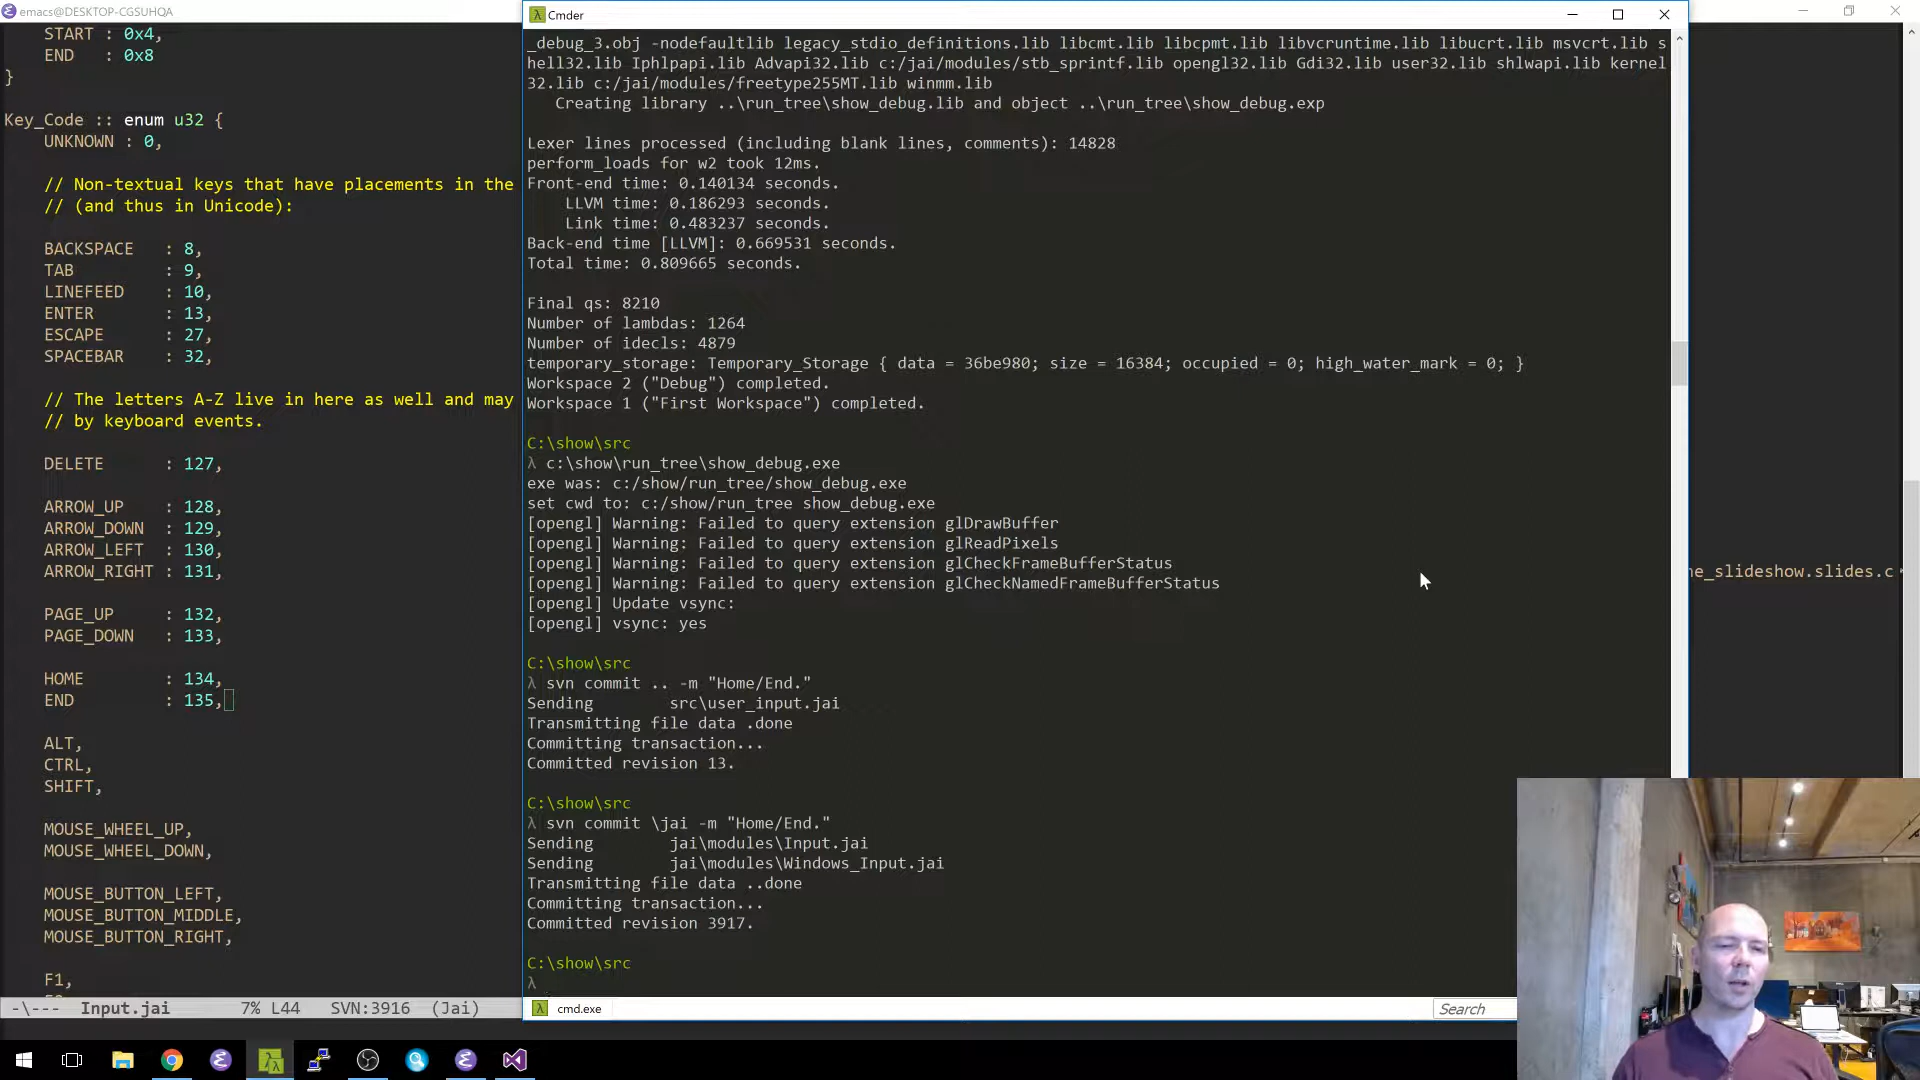 emacs@DESKTOP-CGSUHQA
START : 0x4,
END   : 0x8
}
Key_Code :: enum u32 {
UNKNOWN : 0,
// Non-textual keys that have placements in the
// (and thus in Unicode):
BACKSPACE   : 8,
TAB         : 9,
LINEFEED    : 10,
ENTER       : 13,
ESCAPE      : 27,
SPACEBAR    : 32,
// The letters A-Z live in here as well and may
// by keyboard events.
DELETE      : 127,
ARROW_UP    : 128,
ARROW_DOWN  : 129,
ARROW_LEFT  : 130,
ARROW_RIGHT : 131,
PAGE_UP     : 132,
PAGE_DOWN   : 133,
HOME        : 134,
END         : 135,
ALT,
CTRL,
SHIFT,
MOUSE_WHEEL_UP,
MOUSE_WHEEL_DOWN,
MOUSE_BUTTON_LEFT,
MOUSE_BUTTON_MIDDLE,
MOUSE_BUTTON_RIGHT,
F1,
-\---  Input.jai       7% L44   SVN:3916  (Jai)
λ Cmder
_debug_3.obj -nodefaultlib legacy_stdio_definitions.lib libcmt.lib libcpmt.lib libvcruntime.lib libucrt.lib msvcrt.lib s
hell32.lib Iphlpapi.lib Advapi32.lib c:/jai/modules/stb_sprintf.lib opengl32.lib Gdi32.lib user32.lib shlwapi.lib kernel
32.lib c:/jai/modules/freetype255MT.lib winmm.lib
Creating library ..\run_tree\show_debug.lib and object ..\run_tree\show_debug.exp
Lexer lines processed (including blank lines, comments): 14828
perform_loads for w2 took 12ms.
Front-end time: 0.140134 seconds.
LLVM time: 0.186293 seconds.
Link time: 0.483237 seconds.
Back-end time [LLVM]: 0.669531 seconds.
Total time: 0.809665 seconds.
Final qs: 8210
Number of lambdas: 1264
Number of idecls: 4879
temporary_storage: Temporary_Storage { data = 36be980; size = 16384; occupied = 0; high_water_mark = 0; }
Workspace 2 ("Debug") completed.
Workspace 1 ("First Workspace") completed.
C:\show\src
λ c:\show\run_tree\show_debug.exe
exe was: c:/show/run_tree/show_debug.exe
set cwd to: c:/show/run_tree show_debug.exe
[opengl] Warning: Failed to query extension glDrawBuffer
[opengl] Warning: Failed to query extension glReadPixels
[opengl] Warning: Failed to query extension glCheckFrameBufferStatus
[opengl] Warning: Failed to query extension glCheckNamedFrameBufferStatus
[opengl] Update vsync:
[opengl] vsync: yes
C:\show\src
λ svn commit .. -m "Home/End."
Sending        src\user_input.jai
Transmitting file data .done
Committing transaction...
Committed revision 13.
C:\show\src
λ svn commit \jai -m "Home/End."
Sending        jai\modules\Input.jai
Sending        jai\modules\Windows_Input.jai
Transmitting file data ..done
Committing transaction...
Committed revision 3917.
C:\show\src
λ
λ cmd.exe
Search
ne_slideshow.slides.c